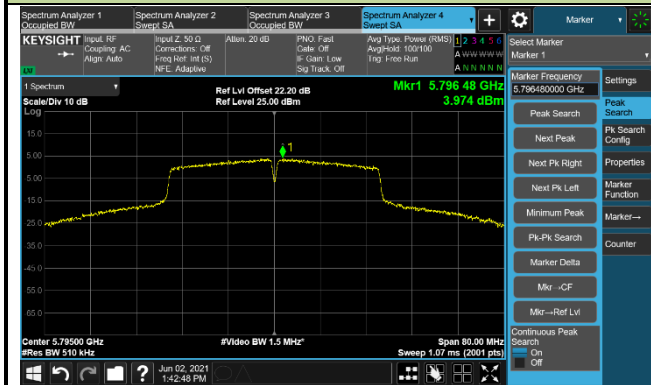 Spectrum Analyzer 1
Occupied BW
Spectrum Analyzer 2
Swept SA
Spectrum Analyzer 3
Occupied BW
Spectrum Analyzer 4
Swept SA
Marker
KEYSIGHT
Input: RF
Coupling: AC
Align: Auto
Input Z: 50 Ω
Corrections: Off
Freq Ref: Int (S)
NFE: Adaptive
Atten: 20 dB
PNO: Fast
Gate: Off
IF Gain: Low
Sig Track: Off
Avg Type: Power (RMS)
Avg|Hold: 100/100
Trig: Free Run
1 2 3 4 5 6
A W W W W W
A N N N N N
Select Marker
Marker 1
1 Spectrum
Scale/Div 10 dB
Log
Ref Lvl Offset 22.20 dB
Ref Level 25.00 dBm
Mkr1 5.796 48 GHz
3.974 dBm
1
15.0
5.00
-5.00
-15.0
-25.0
-35.0
-45.0
-55.0
-65.0
Center 5.79500 GHz
#Res BW 510 kHz
#Video BW 1.5 MHz*
Span 80.00 MHz
Sweep 1.07 ms (2001 pts)
Marker Frequency
5.796480000 GHz
Peak Search
Next Peak
Next Pk Right
Next Pk Left
Minimum Peak
Pk-Pk Search
Marker Delta
Mkr→CF
Mkr→Ref Lvl
Continuous Peak
Search
On
Off
Settings
Peak
Search
Pk Search
Config
Properties
Marker
Function
Marker→
Counter
Jun 02, 2021
1:42:48 PM